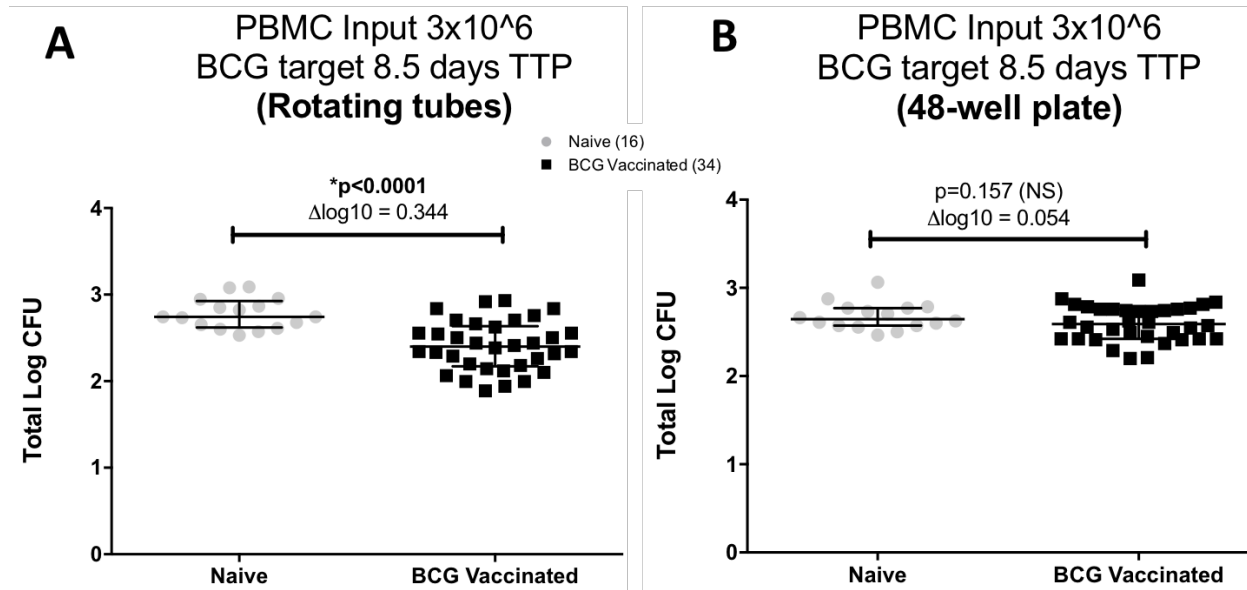 A
PBMC Input 3x10^6
BCG target 8.5 days TTP
(Rotating tubes)
*p<0.0001
Δlog10 = 0.344
Total Log CFU
4
3
2
1
0
Naive
BCG Vaccinated
Naive (16)
BCG Vaccinated (34)
B
PBMC Input 3x10^6
BCG target 8.5 days TTP
(48-well plate)
p=0.157 (NS)
Δlog10 = 0.054
Total Log CFU
4
3
2
1
0
Naive
BCG Vaccinated